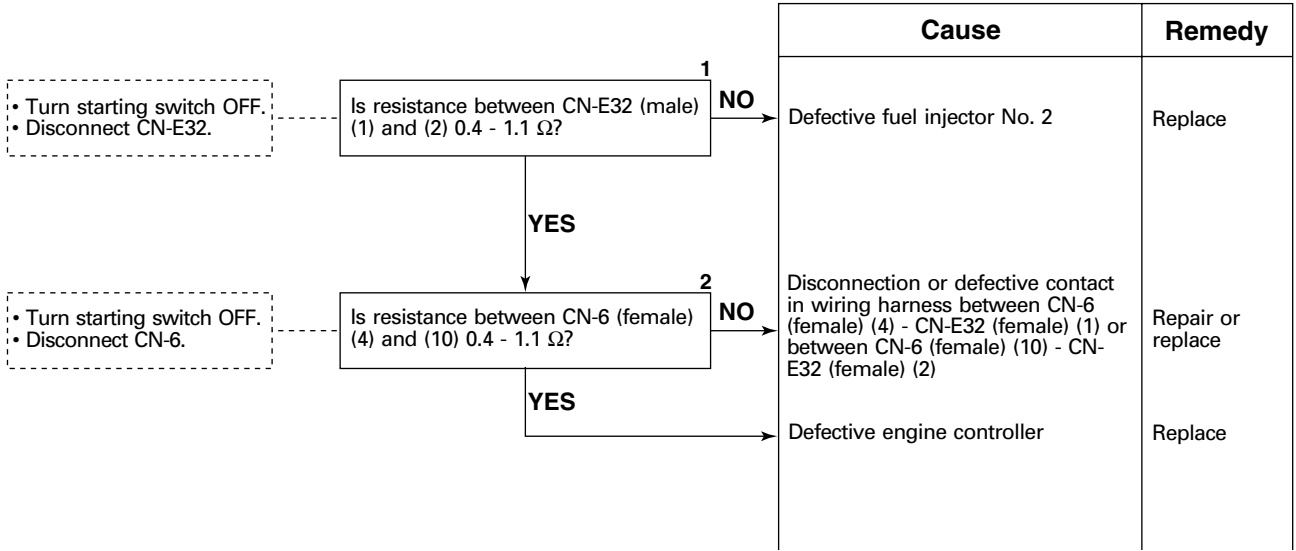 Cause
Remedy
• Turn starting switch OFF.
• Disconnect CN-E32.
1
Is resistance between CN-E32 (male)
(1) and (2) 0.4 - 1.1 Ω?
NO
Defective fuel injector No. 2
Replace
YES
• Turn starting switch OFF.
• Disconnect CN-6.
2
Is resistance between CN-6 (female)
(4) and (10) 0.4 - 1.1 Ω?
NO
Disconnection or defective contact
in wiring harness between CN-6
(female) (4) - CN-E32 (female) (1) or
between CN-6 (female) (10) - CN-
E32 (female) (2)
Repair or
replace
YES
Defective engine controller
Replace